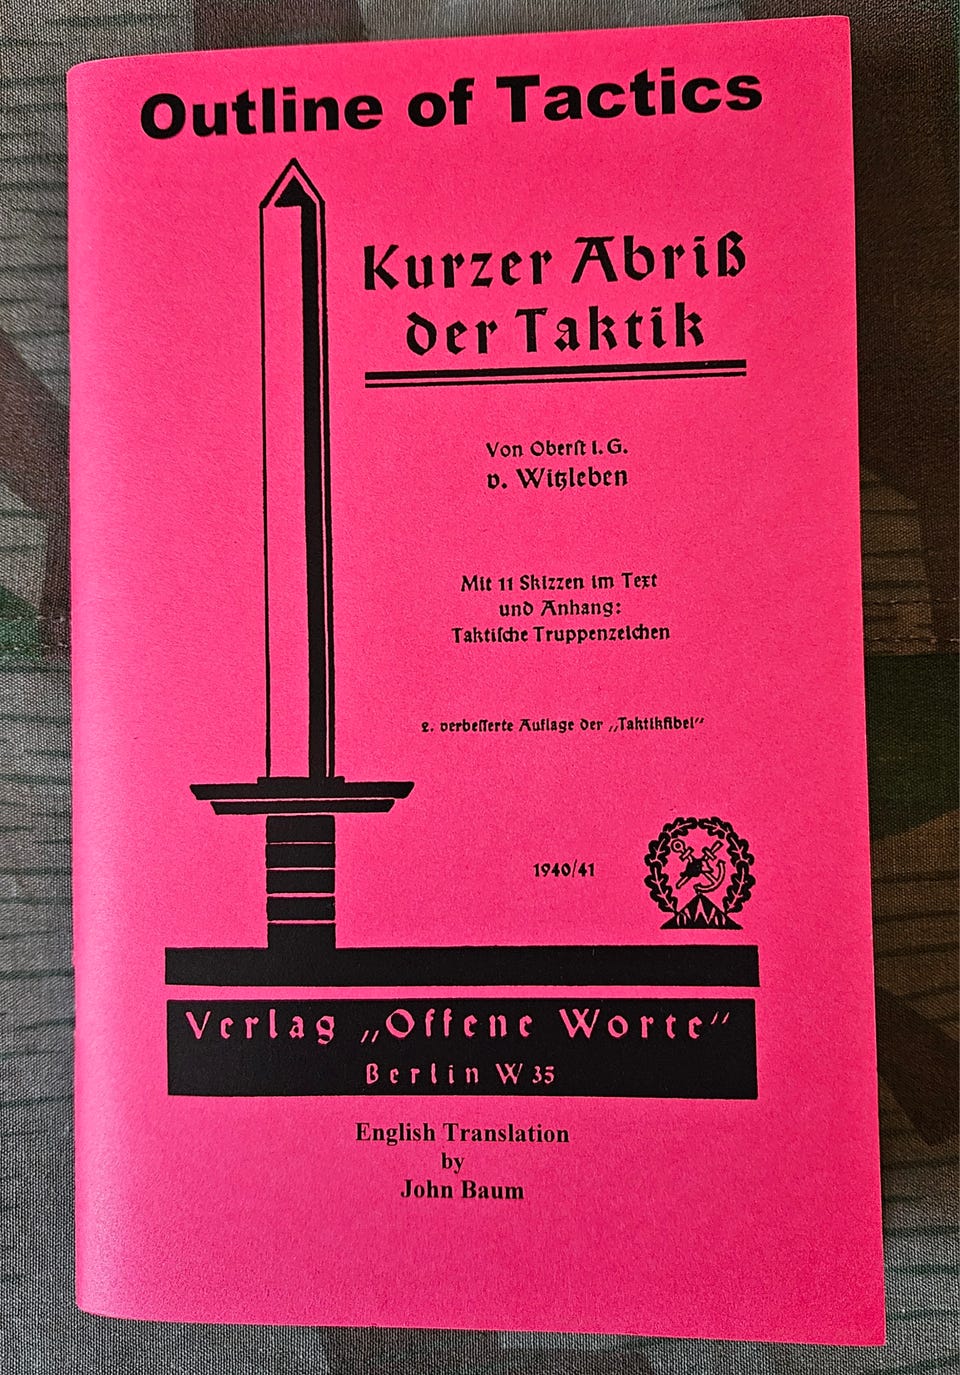 Outline of Tactics
Kurzer Abriß
der Taktik
Von Oberst i. G.
v. Witzleben
Mit 11 Skizzen im Text
und Anhang:
Taktische Truppenzeichen
2. verbesserte Auflage der „Taktikfibel“
1940/41
Verlag „Offene Worte“
Berlin W 35
English Translation
by
John Baum